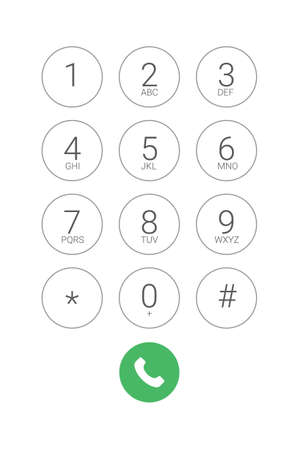 1 2 3
ABC DEF
4 5 6
GHI JKL MNO
7 8 9
PQRS TUV WXYZ
* 0 #
+